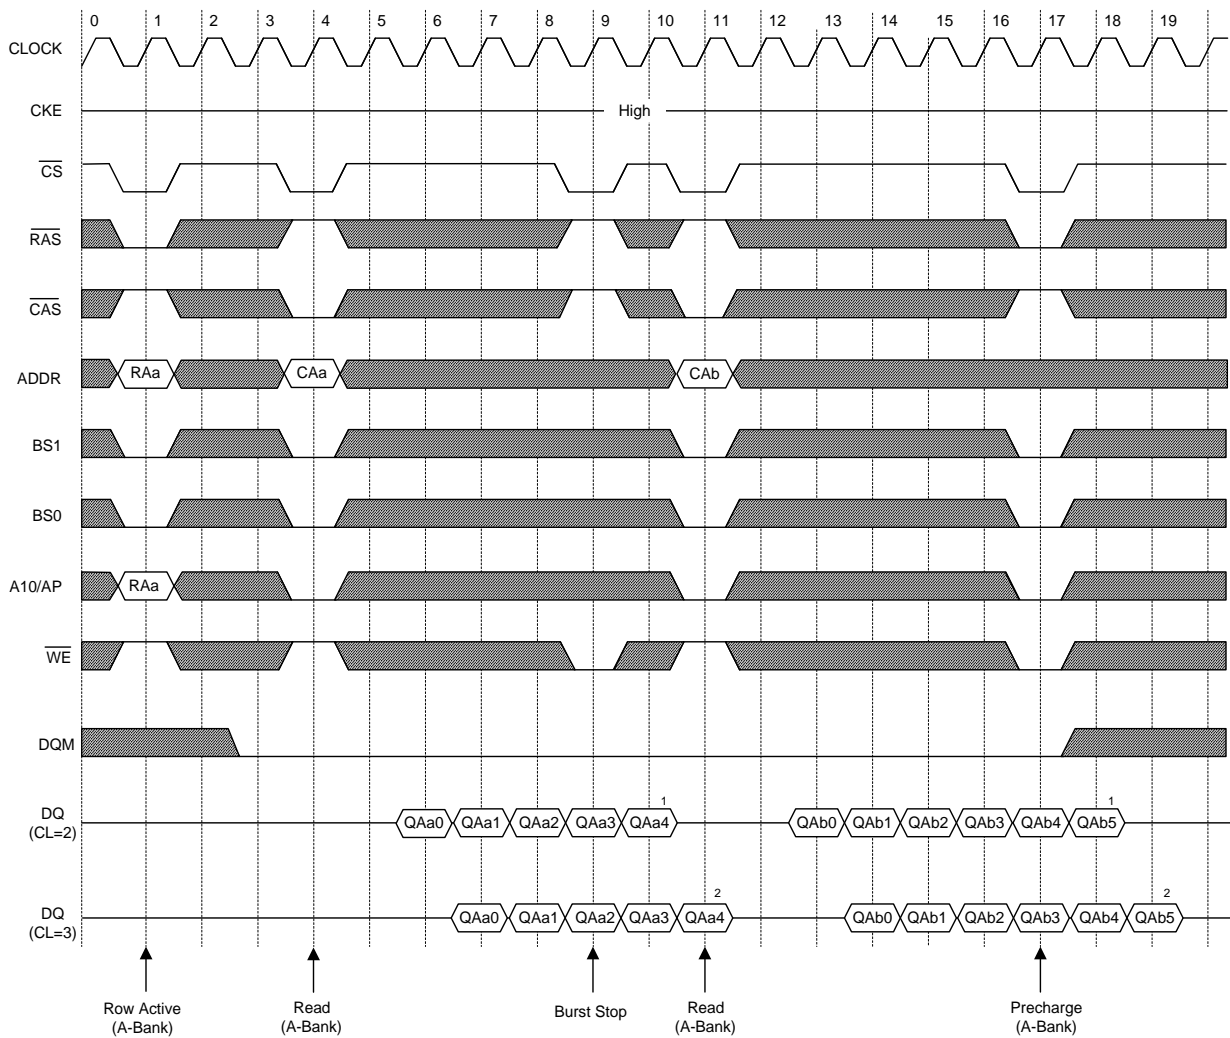 0 1 2 3 4 5 6 7 8 9 10 11 12 13 14 15 16 17 18 19
CLOCK
CKE High
CS
RAS
CAS
ADDR RAa CAa CAb
BS1
BS0
A10/AP RAa
WE
DQM
1 1
DQ
(CL=2) QAa0 QAa1 QAa2 QAa3 QAa4 QAb0 QAb1 QAb2 QAb3 QAb4 QAb5
2 2
DQ
(CL=3) QAa0 QAa1 QAa2 QAa3 QAa4 QAb0 QAb1 QAb2 QAb3 QAb4 QAb5
Row Active
(A-Bank)
Read
(A-Bank)
Burst Stop
Read
(A-Bank)
Precharge
(A-Bank)